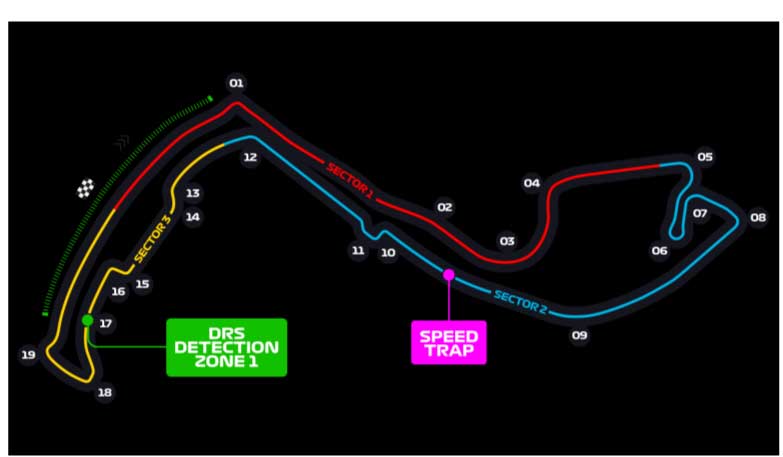 01
SECTOR 1
02
03
04
05
06
07
08
09
SECTOR 2
SPEED
TRAP
10
11
12
13
14
SECTOR 3
15
16
17
DRS
DETECTION
ZONE 1
18
19